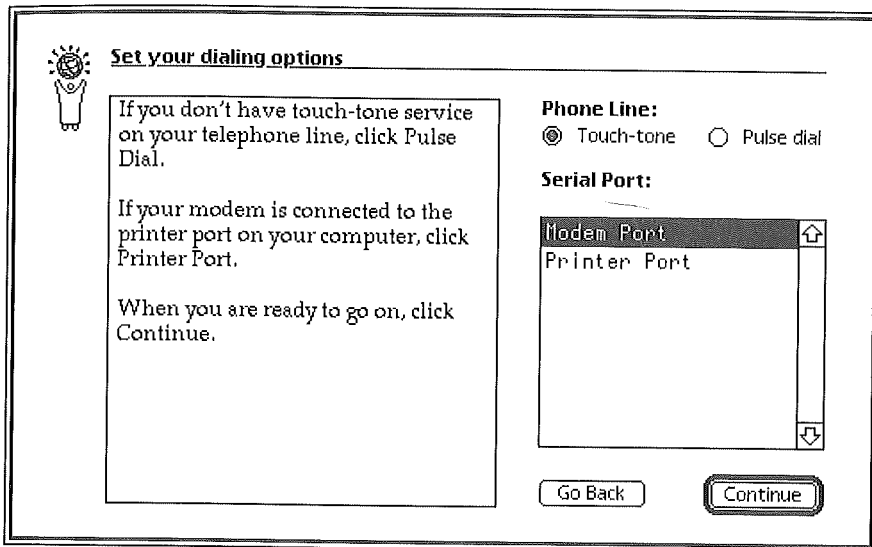 Set your dialing options
If you don't have touch-tone service
on your telephone line, click Pulse
Dial.
If your modem is connected to the
printer port on your computer, click
Printer Port.
When you are ready to go on, click
Continue.
Phone Line:
Touch-tone
Pulse dial
Serial Port:
Modem Port
Printer Port
Go Back
Continue